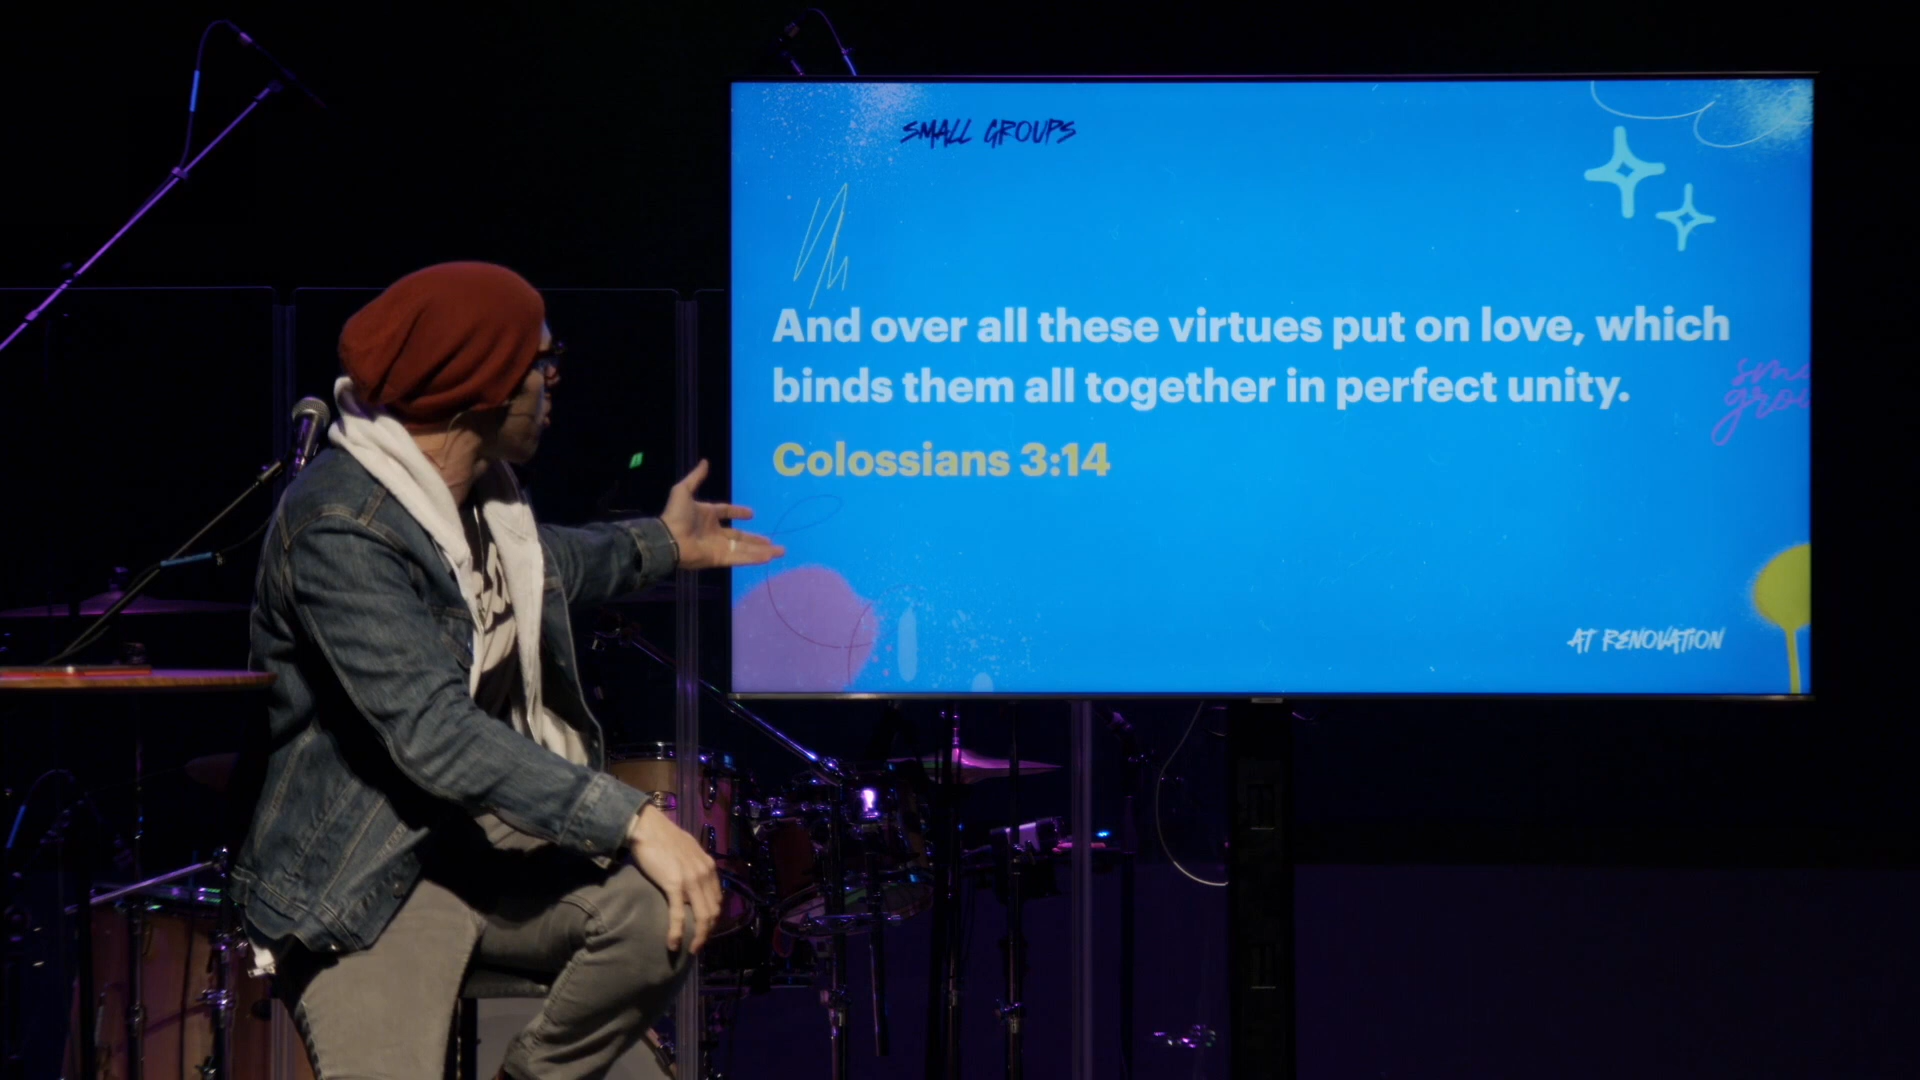 SMALL GROUPS
And over all these virtues put on love, which
binds them all together in perfect unity.
Colossians 3:14
AT RENOVATION